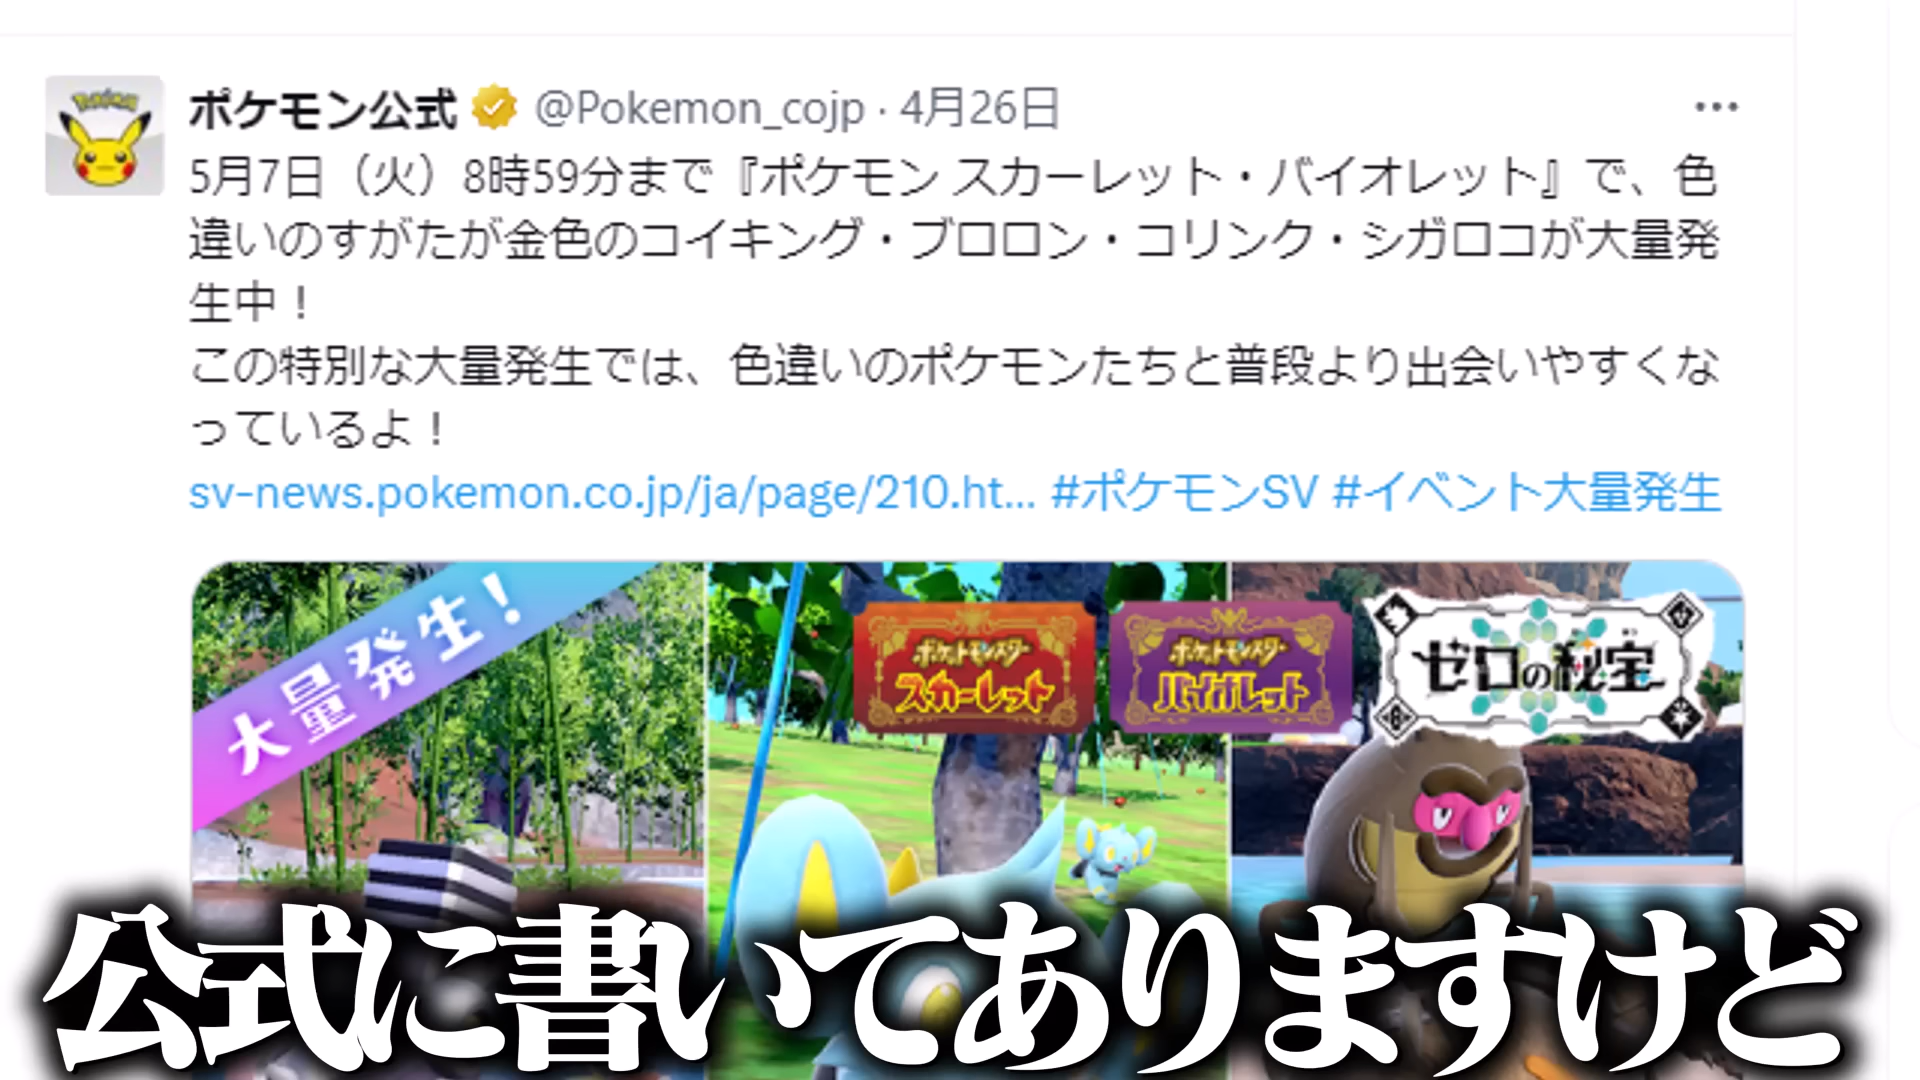 ポケモン公式 @Pokemon_cojp · 4月26日
5月7日（火）8時59分まで『ポケモン スカーレット・バイオレット』で、色
違いのすがたが金色のコイキング・ブロロン・コリンク・シガロコが大量発
生中！
この特別な大量発生では、色違いのポケモンたちと普段より出会いやすくな
っているよ！
sv-news.pokemon.co.jp/ja/page/210.ht… #ポケモンSV #イベント大量発生
大量発生！
ポケットモンスター
スカーレット
ポケットモンスター
バイオレット
ゼロの秘宝
公式に書いてありますけど